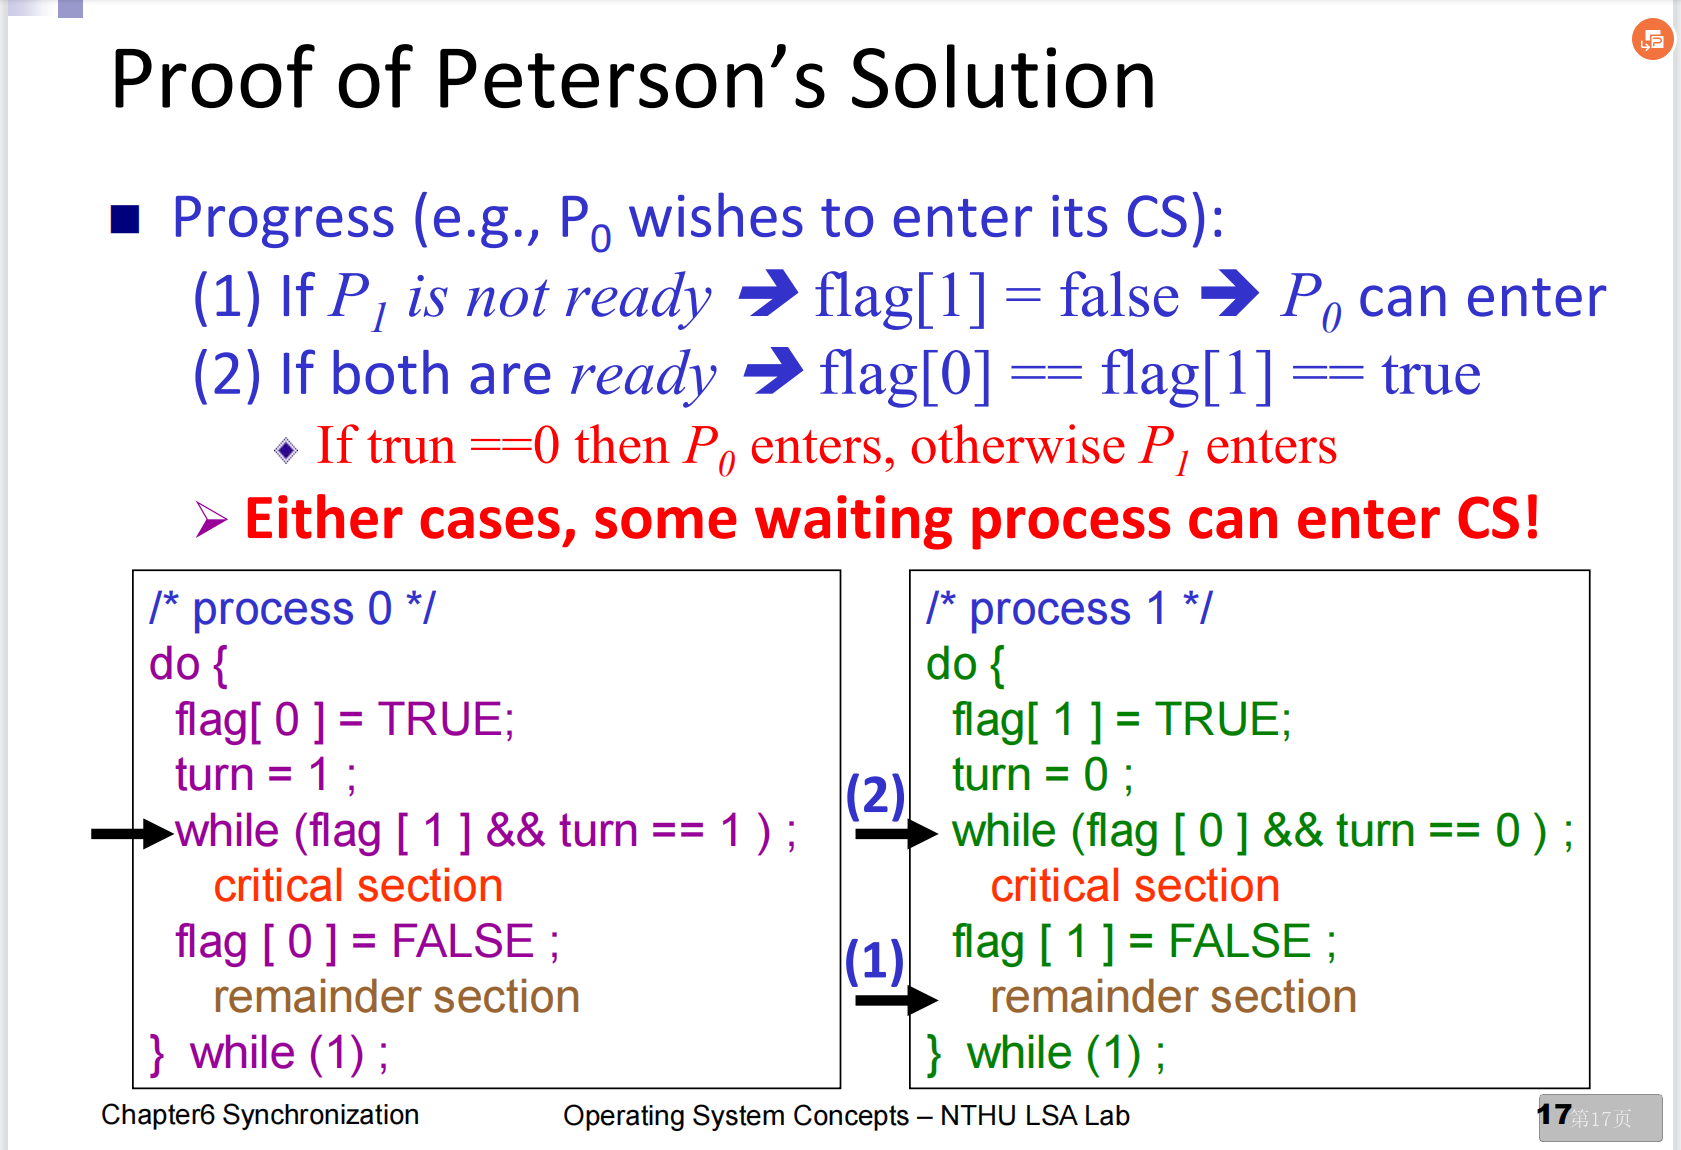 Proof of Peterson’s Solution
Progress (e.g., P0 wishes to enter its CS):
(1) If P1 is not ready ➔ flag[1] = false ➔ P0 can enter
(2) If both are ready ➔ flag[0] == flag[1] == true
If trun ==0 then P0 enters, otherwise P1 enters
Either cases, some waiting process can enter CS!
/* process 0 */
do {
flag[ 0 ] = TRUE;
turn = 1 ;
while (flag [ 1 ] && turn == 1 ) ;
critical section
flag [ 0 ] = FALSE ;
remainder section
} while (1) ;
(2)
(1)
/* process 1 */
do {
flag[ 1 ] = TRUE;
turn = 0 ;
while (flag [ 0 ] && turn == 0 ) ;
critical section
flag [ 1 ] = FALSE ;
remainder section
} while (1) ;
Chapter6 Synchronization
Operating System Concepts – NTHU LSA Lab
17
第17页